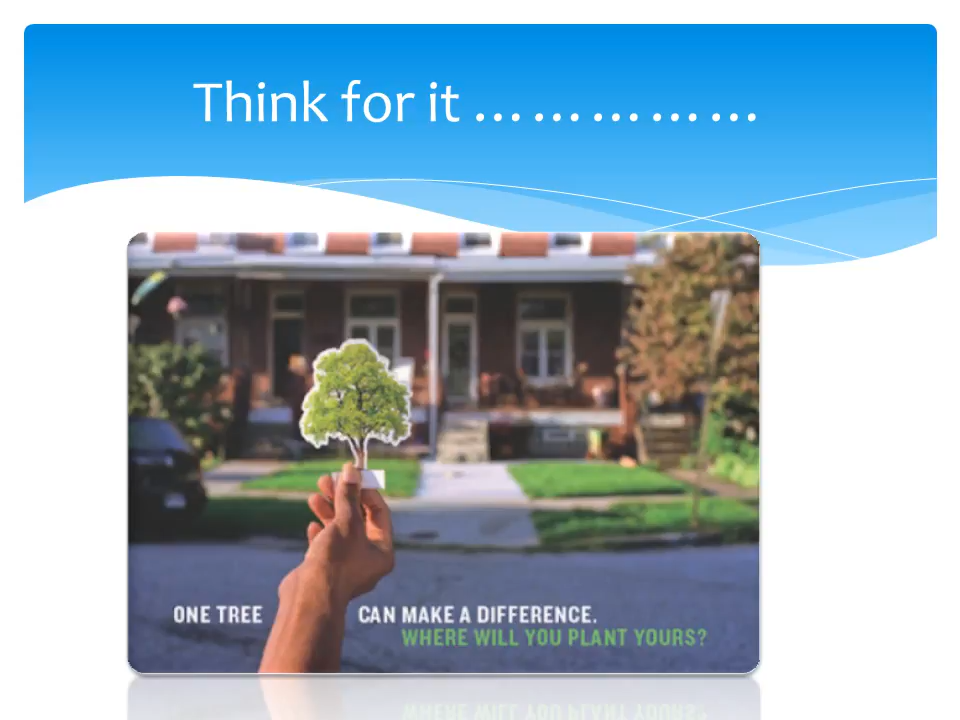 Think for it ……………
ONE TREE CAN MAKE A DIFFERENCE.
WHERE WILL YOU PLANT YOURS?